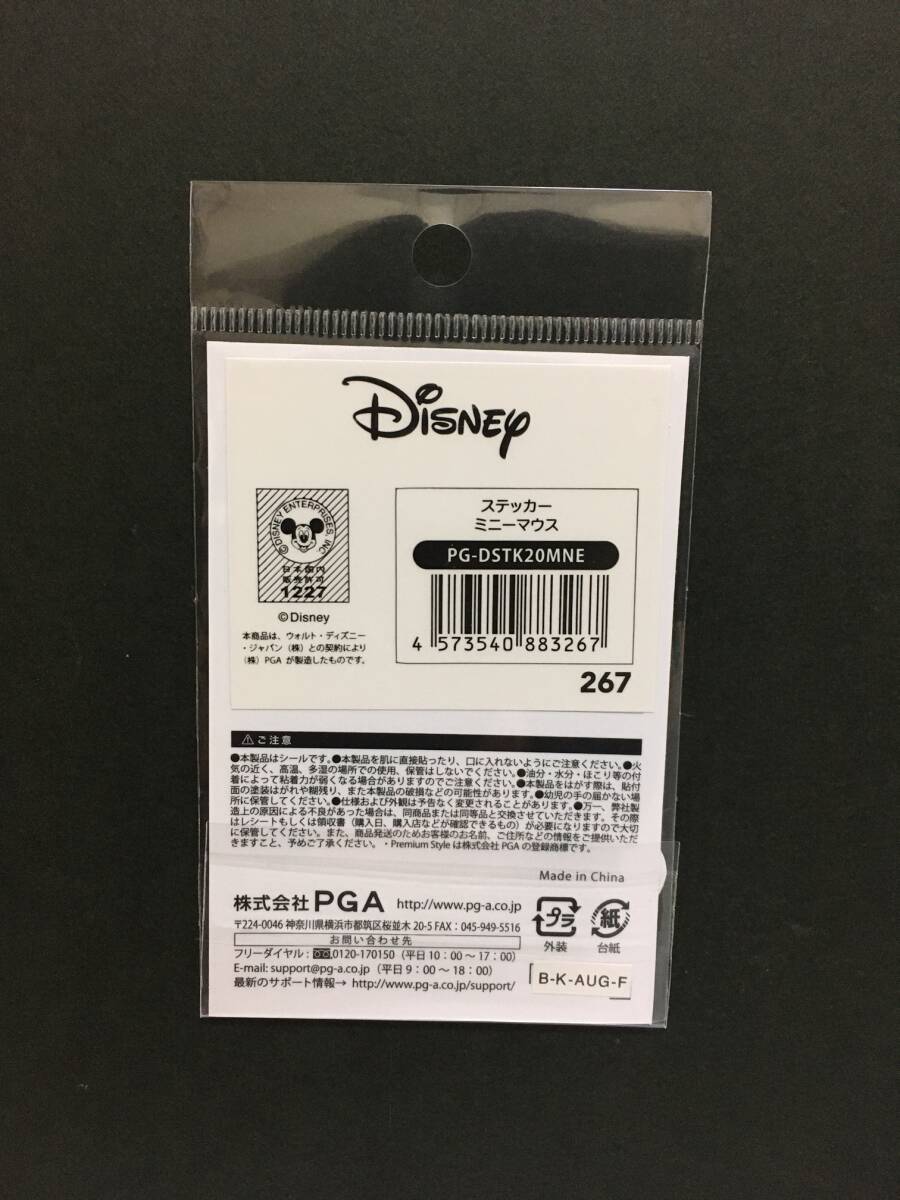 Disney
© DISNEY ENTERPRISES, INC
日本国内
販売許可
1227
©Disney
本商品は、ウォルト・ディズニー
・ジャパン(株)との契約により
(株)PGA が製造したものです。
ステッカー
ミニーマウス
PG-DSTK20MNE
4 573540 883267
267
⚠ご注意
●本製品はシールです。●本製品を肌に直接貼ったり、口に入れないようにご注意ください。●火
気の近く、高温、多湿の場所での使用、保管はしないでください。●油分・水分・ほこり等の付
着によって粘着力が弱くなる場合がありますのでご注意ください。●本製品をはがす際は、貼付
面の塗装はがれや糊残り、また本製品の破損などの可能性があります。●幼児の手の届かない場
所に保管してください。●仕様および外観は予告なく変更されることがあります。●万一、弊社製
造上の原因による不良があった場合は、同商品または同等品と交換させていただきます。その際
はレシートもしくは領収書(購入日、購入店などが確認できるもの)が必要になりますので大切
に保管してください。また、商品発送のためお客様のお名前、ご住所などの情報をご提供いただ
きますこと、予めご了承ください。・Premium Style は株式会社 PGA の登録商標です。
Made in China
株式会社 PGA http://www.pg-a.co.jp
〒224-0046 神奈川県横浜市都筑区桜並木 20-5 FAX : 045-949-5516
お問い合わせ先
フリーダイヤル : 0120-170150(平日 10:00〜17:00)
E-mail: support@pg-a.co.jp(平日 9:00〜18:00)
最新のサポート情報→ http://www.pg-a.co.jp/support/
プラ
外装
紙
台紙
B-K-AUG-F